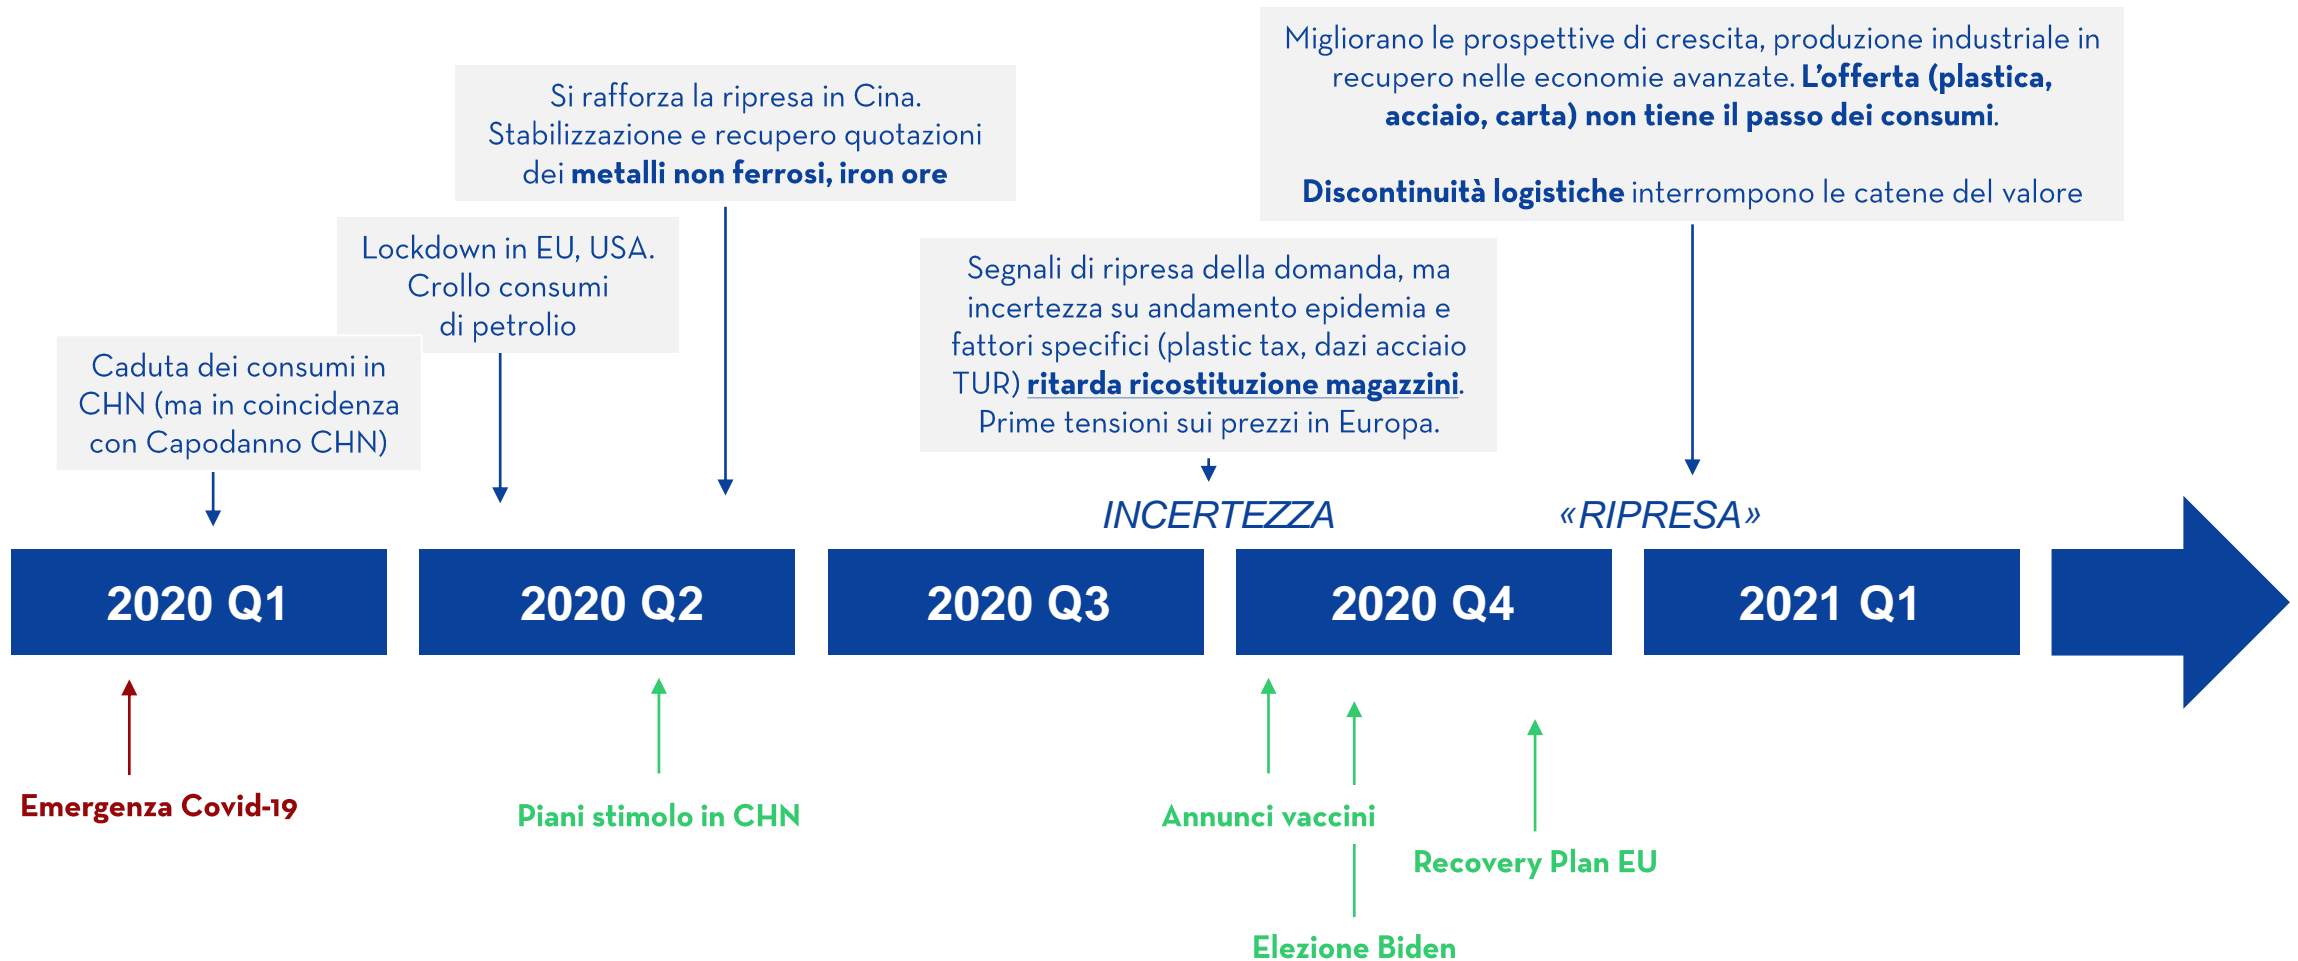 Migliorano le prospettive di crescita, produzione industriale in
recupero nelle economie avanzate. L'offerta (plastica,
acciaio, carta) non tiene il passo dei consumi.
Discontinuità logistiche interrompono le catene del valore
Si rafforza la ripresa in Cina.
Stabilizzazione e recupero quotazioni
dei metalli non ferrosi, iron ore
Lockdown in EU, USA.
Crollo consumi
di petrolio
Segnali di ripresa della domanda, ma
incertezza su andamento epidemia e
fattori specifici (plastic tax, dazi acciaio
TUR) ritarda ricostituzione magazzini.
Prime tensioni sui prezzi in Europa.
Caduta dei consumi in
CHN (ma in coincidenza
con Capodanno CHN)
INCERTEZZA
«RIPRESA»
2020 Q1
2020 Q2
2020 Q3
2020 Q4
2021 Q1
Emergenza Covid-19
Piani stimolo in CHN
Annunci vaccini
Recovery Plan EU
Elezione Biden